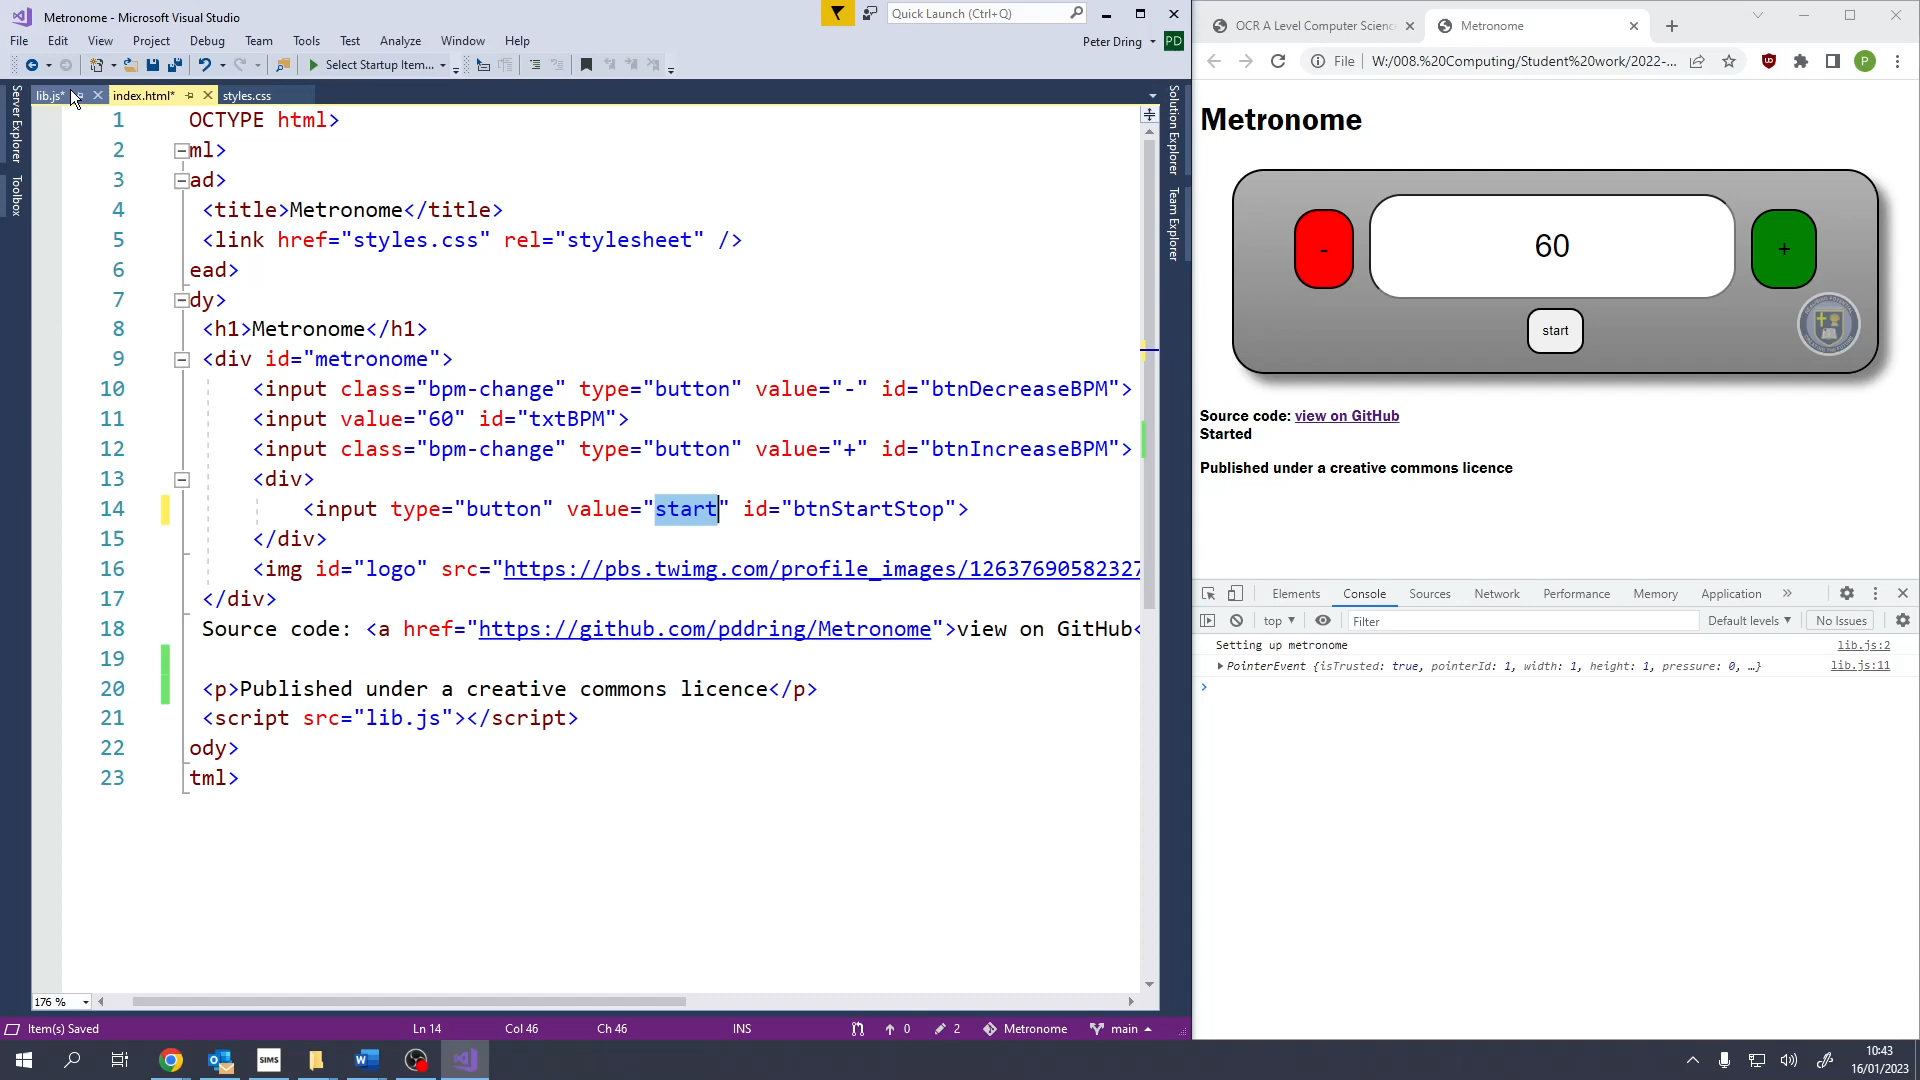 Metronome - Microsoft Visual Studio
Quick Launch (Ctrl+Q)
File Edit View Project Debug Team Tools Test Analyze Window Help
Peter Dring PD
Select Startup Item...
lib.js* index.html* styles.css
Server Explorer
Toolbox
Solution Explorer
Team Explorer
1 OCTYPE html>
2 ml>
3 ad>
4 <title>Metronome</title>
5 <link href="styles.css" rel="stylesheet" />
6 ead>
7 dy>
8 <h1>Metronome</h1>
9 <div id="metronome">
10 <input class="bpm-change" type="button" value="-" id="btnDecreaseBPM">
11 <input value="60" id="txtBPM">
12 <input class="bpm-change" type="button" value="+" id="btnIncreaseBPM">
13 <div>
14 <input type="button" value="start" id="btnStartStop">
15 </div>
16 <img id="logo" src="https://pbs.twimg.com/profile_images/12637690582327
17 </div>
18 Source code: <a href="https://github.com/pddring/Metronome">view on GitHub<
19
20 <p>Published under a creative commons licence</p>
21 <script src="lib.js"></script>
22 ody>
23 tml>
176 %
Item(s) Saved Ln 14 Col 46 Ch 46 INS 0 2 Metronome main
OCR A Level Computer Science
Metronome
File W:/008.%20Computing/Student%20work/2022-...
P
Metronome
- 60 +
start
Source code: view on GitHub
Started
Published under a creative commons licence
Elements Console Sources Network Performance Memory Application
top Filter Default levels No Issues
Setting up metronome lib.js:2
PointerEvent {isTrusted: true, pointerId: 1, width: 1, height: 1, pressure: 0, …} lib.js:11
SIMS
10:43
16/01/2023